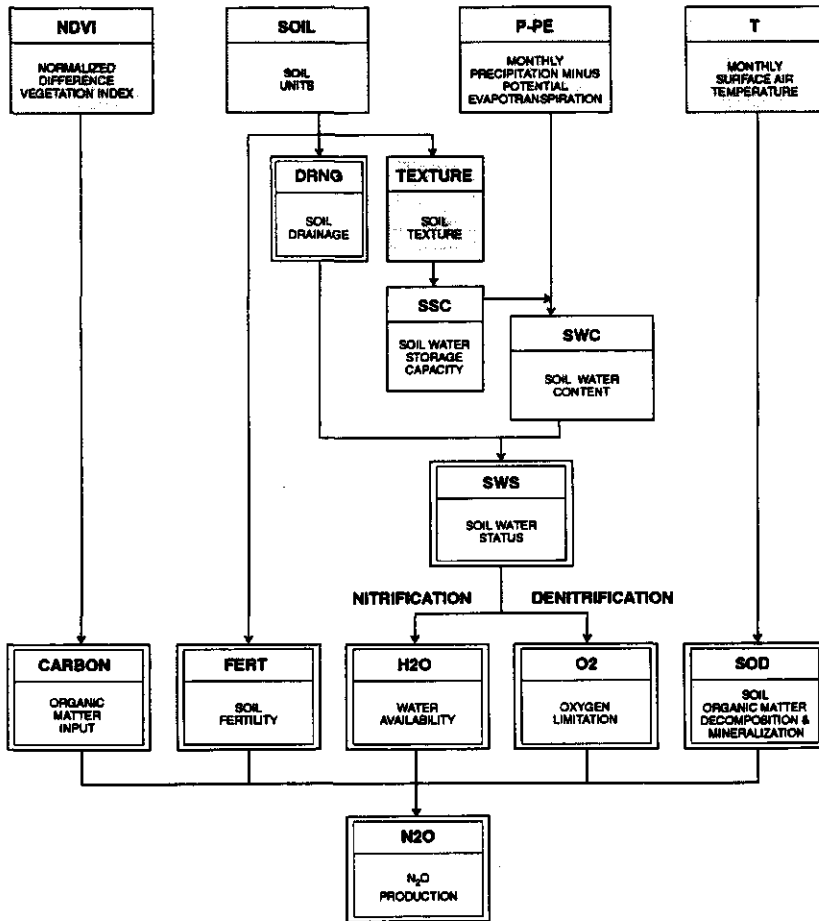 NDVI
NORMALIZED
DIFFERENCE
VEGETATION INDEX
SOIL
SOIL
UNITS
P-PE
MONTHLY
PRECIPITATION MINUS
POTENTIAL
EVAPOTRANSPIRATION
T
MONTHLY
SURFACE AIR
TEMPERATURE
DRNG
SOIL
DRAINAGE
TEXTURE
SOIL
TEXTURE
SSC
SOIL WATER
STORAGE
CAPACITY
SWC
SOIL WATER
CONTENT
SWS
SOIL WATER
STATUS
NITRIFICATION
DENITRIFICATION
CARBON
ORGANIC
MATTER
INPUT
FERT
SOIL
FERTILITY
H2O
WATER
AVAILABILITY
O2
OXYGEN
LIMITATION
SOD
SOIL
ORGANIC MATTER
DECOMPOSITION &
MINERALIZATION
N2O
N₂O
PRODUCTION